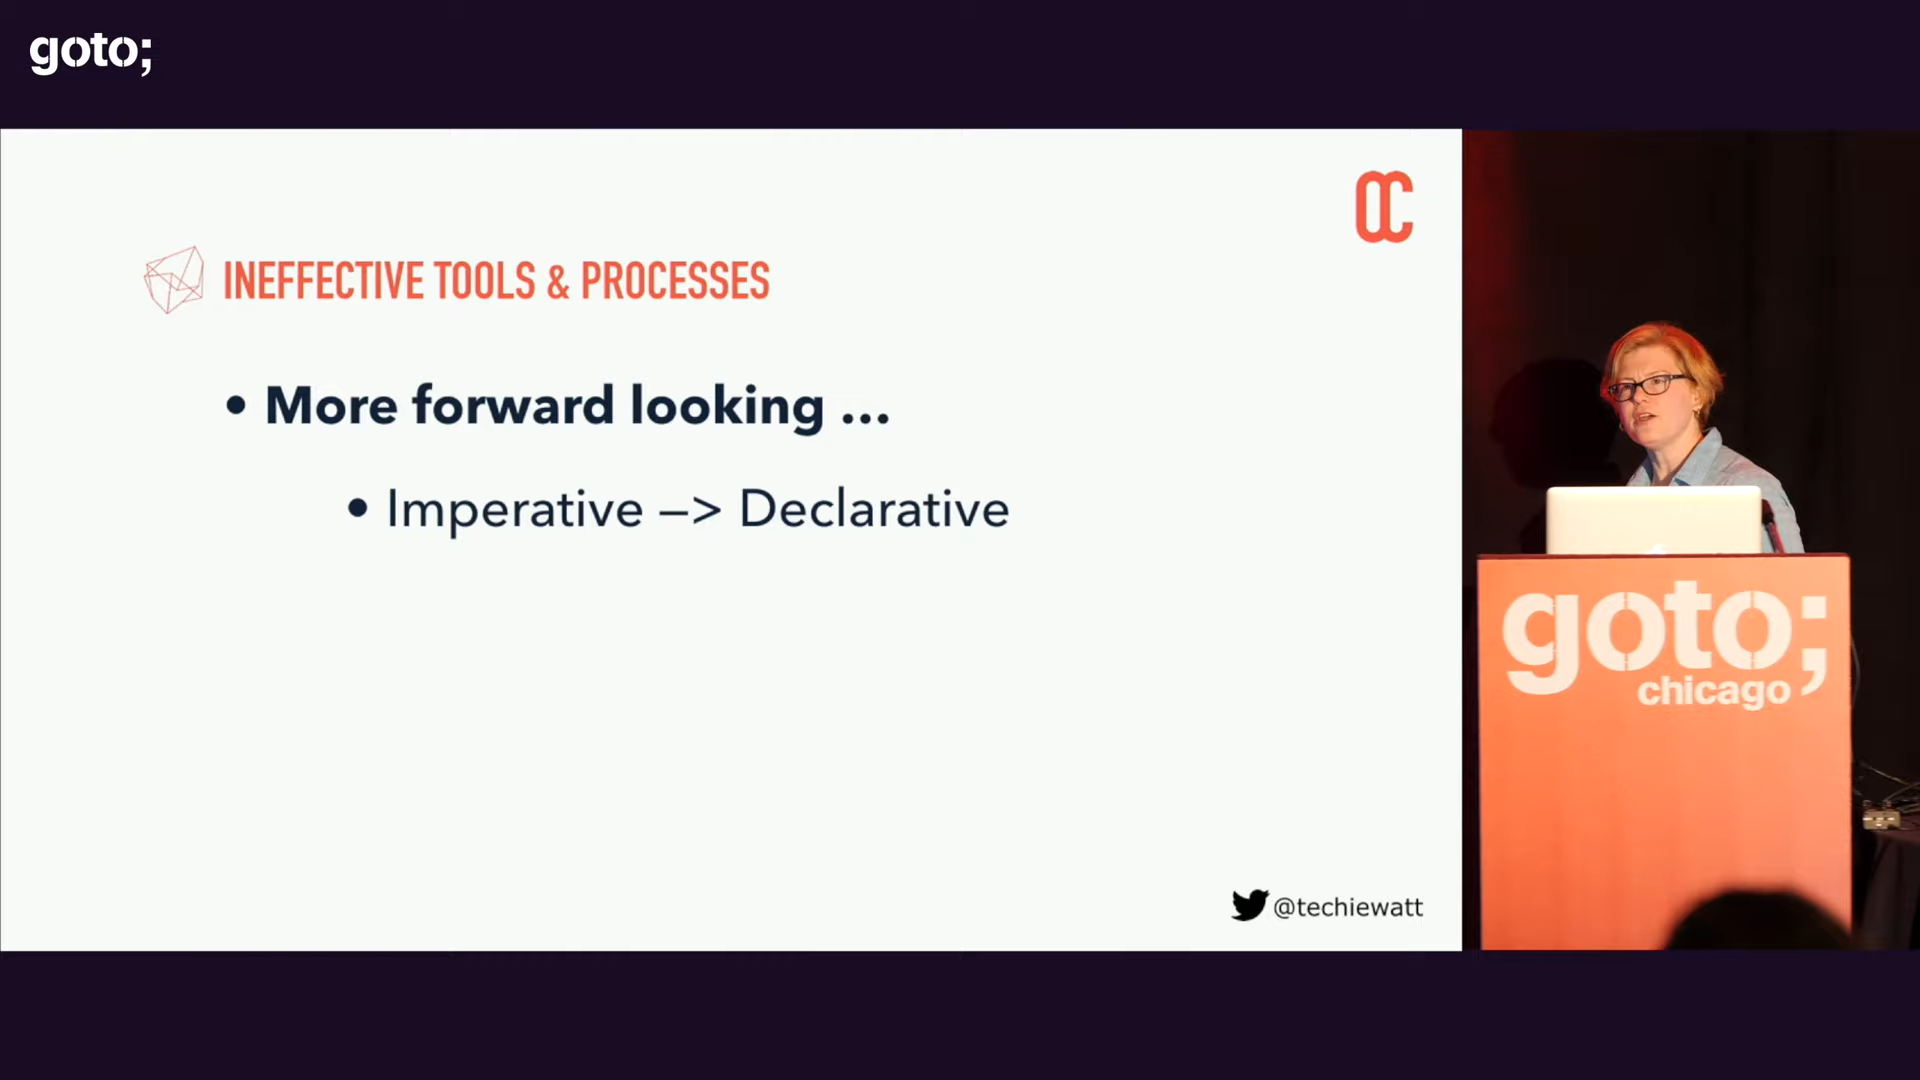 goto;
INEFFECTIVE TOOLS & PROCESSES
• More forward looking ...
• Imperative —> Declarative
@techiewatt
goto;
chicago